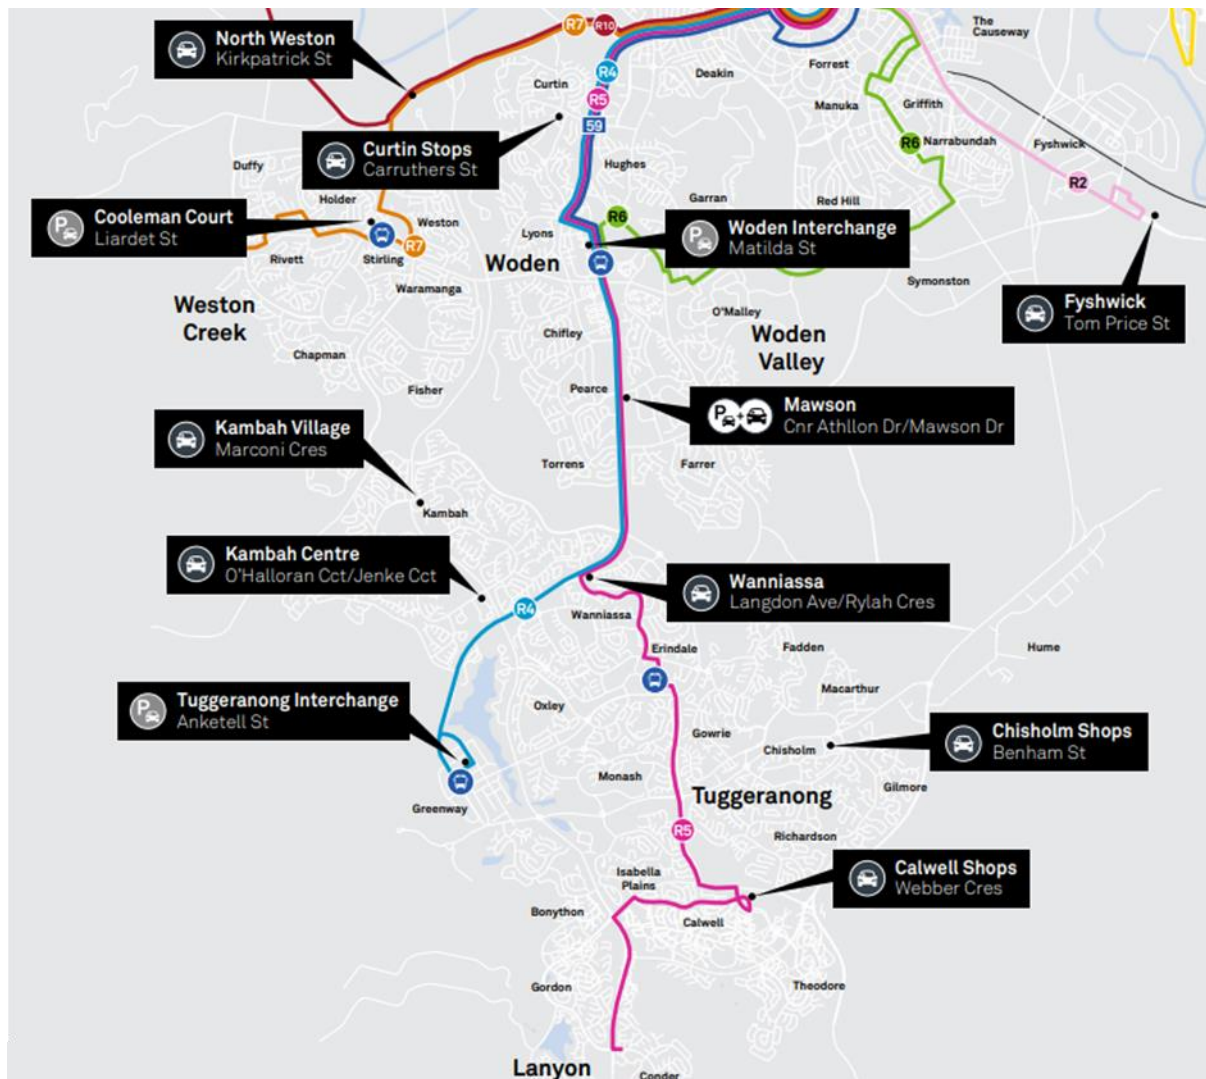 The
Causeway
North Weston
Kirkpatrick St
R7
R10
R4
Curtin
Deakin
Forrest
R5
Manuka
Griffith
59
R6
Narrabundah
Fyshwick
Curtin Stops
Carruthers St
Hughes
Duffy
R2
Holder
Garran
Red Hill
P
Cooleman Court
Liardet St
Weston
R6
P
Woden Interchange
Matilda St
Lyons
R7
Rivett
Stirling
Woden
Symonston
Waramanga
Weston
Creek
Fyshwick
Tom Price St
O'Malley
Chifley
Woden
Valley
Chapman
Fisher
Pearce
P
+
Mawson
Cnr Athllon Dr/Mawson Dr
Kambah Village
Marconi Cres
Torrens
Farrer
Kambah
Kambah Centre
O'Halloran Cct/Jenke Cct
Wanniassa
Langdon Ave/Rylah Cres
R4
Wanniassa
Erindale
Fadden
Hume
Macarthur
P
Tuggeranong Interchange
Anketell St
Oxley
Gowrie
Chisholm
Chisholm Shops
Benham St
Monash
Gilmore
Tuggeranong
Greenway
R5
Richardson
Isabella
Plains
Calwell Shops
Webber Cres
Bonython
Calwell
Gordon
Theodore
Lanyon
Conder